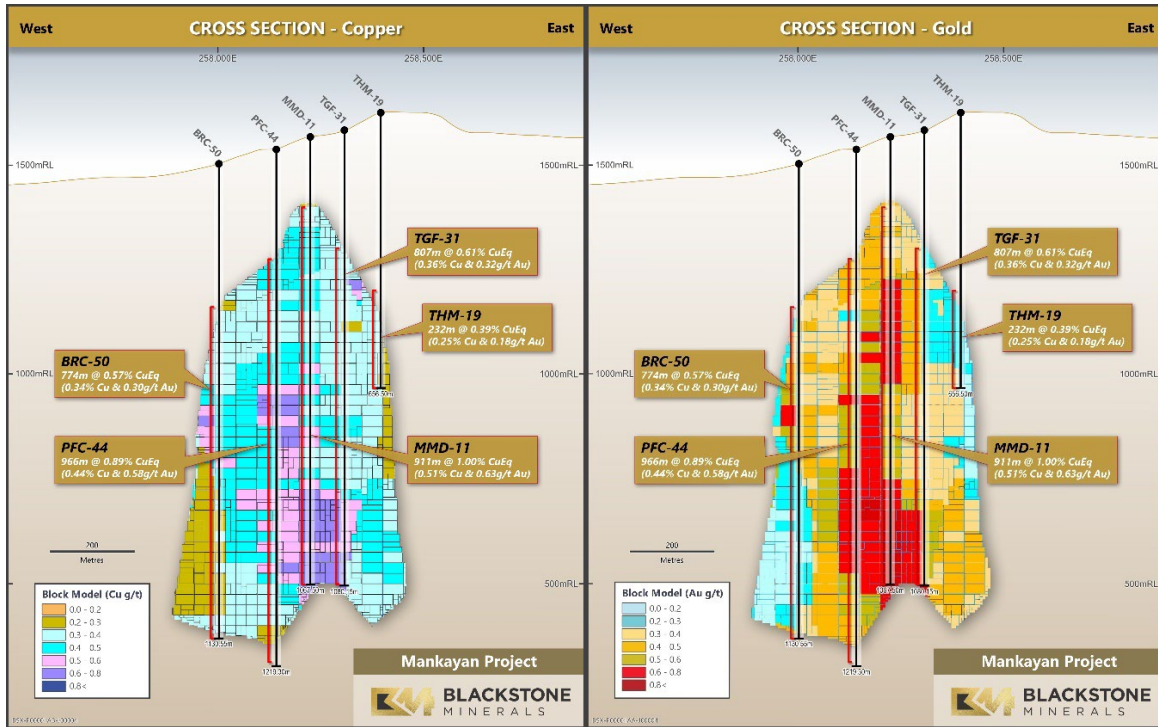 West
CROSS SECTION - Copper
East
258,000E
258,500E
THM-19
TGF-31
MMD-11
PFC-44
BRC-50
1500mRL
1500mRL
TGF-31
807m @ 0.61% CuEq
(0.36% Cu & 0.32g/t Au)
THM-19
232m @ 0.39% CuEq
(0.25% Cu & 0.18g/t Au)
BRC-50
774m @ 0.57% CuEq
(0.34% Cu & 0.30g/t Au)
1000mRL
1000mRL
656.50m
PFC-44
966m @ 0.89% CuEq
(0.44% Cu & 0.58g/t Au)
MMD-11
911m @ 1.00% CuEq
(0.51% Cu & 0.63g/t Au)
200
Metres
500mRL
500mRL
1219.30m
Block Model (Cu g/t)
0.0 - 0.2
0.2 - 0.3
0.3 - 0.4
0.4 - 0.5
0.5 - 0.6
0.6 - 0.8
0.8<
Mankayan Project
BLACKSTONE
MINERALS
West
CROSS SECTION - Gold
East
258,000E
258,500E
THM-19
TGF-31
MMD-11
PFC-44
BRC-50
1500mRL
1500mRL
TGF-31
807m @ 0.61% CuEq
(0.36% Cu & 0.32g/t Au)
THM-19
232m @ 0.39% CuEq
(0.25% Cu & 0.18g/t Au)
BRC-50
774m @ 0.57% CuEq
(0.34% Cu & 0.30g/t Au)
1000mRL
1000mRL
656.50m
PFC-44
966m @ 0.89% CuEq
(0.44% Cu & 0.58g/t Au)
MMD-11
911m @ 1.00% CuEq
(0.51% Cu & 0.63g/t Au)
200
Metres
500mRL
500mRL
1219.30m
Block Model (Au g/t)
0.0 - 0.2
0.2 - 0.3
0.3 - 0.4
0.4 - 0.5
0.5 - 0.6
0.6 - 0.8
0.8<
Mankayan Project
BLACKSTONE
MINERALS